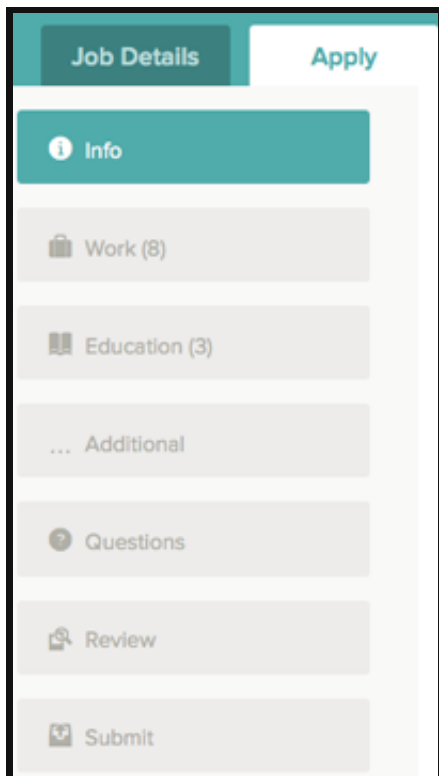 Job Details Apply
Info
Work (8)
Education (3)
... Additional
Questions
Review
Submit